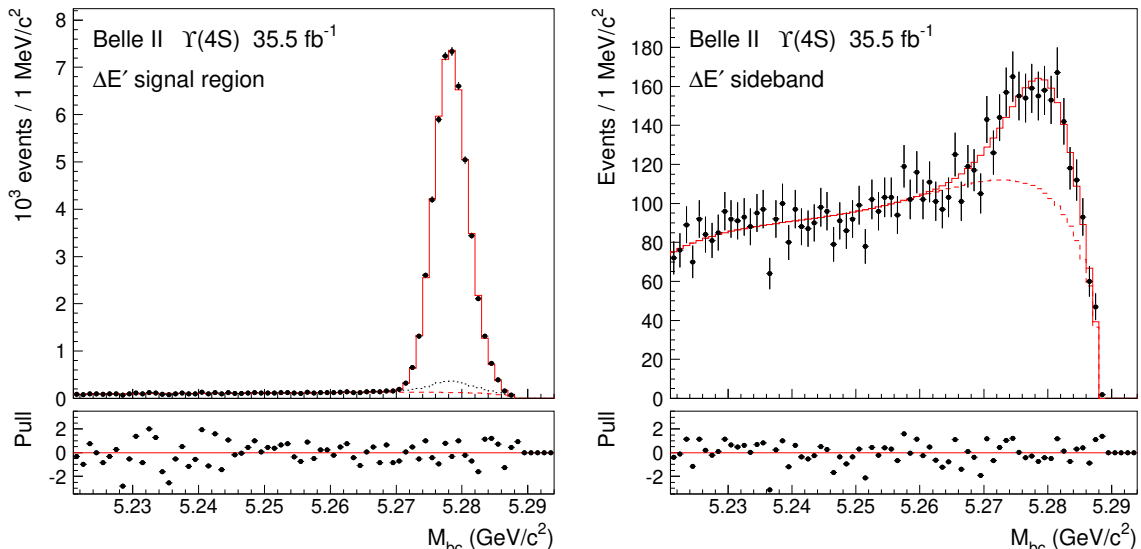 Belle II ϒ(4S) 35.5 fb⁻¹
ΔE′ signal region
10³ events / 1 MeV/c²
8
7
6
5
4
3
2
1
0
Pull
2
0
-2
5.23 5.24 5.25 5.26 5.27 5.28 5.29
M_bc (GeV/c²)
Belle II ϒ(4S) 35.5 fb⁻¹
ΔE′ sideband
Events / 1 MeV/c²
180
160
140
120
100
80
60
40
20
0
Pull
2
0
-2
5.23 5.24 5.25 5.26 5.27 5.28 5.29
M_bc (GeV/c²)